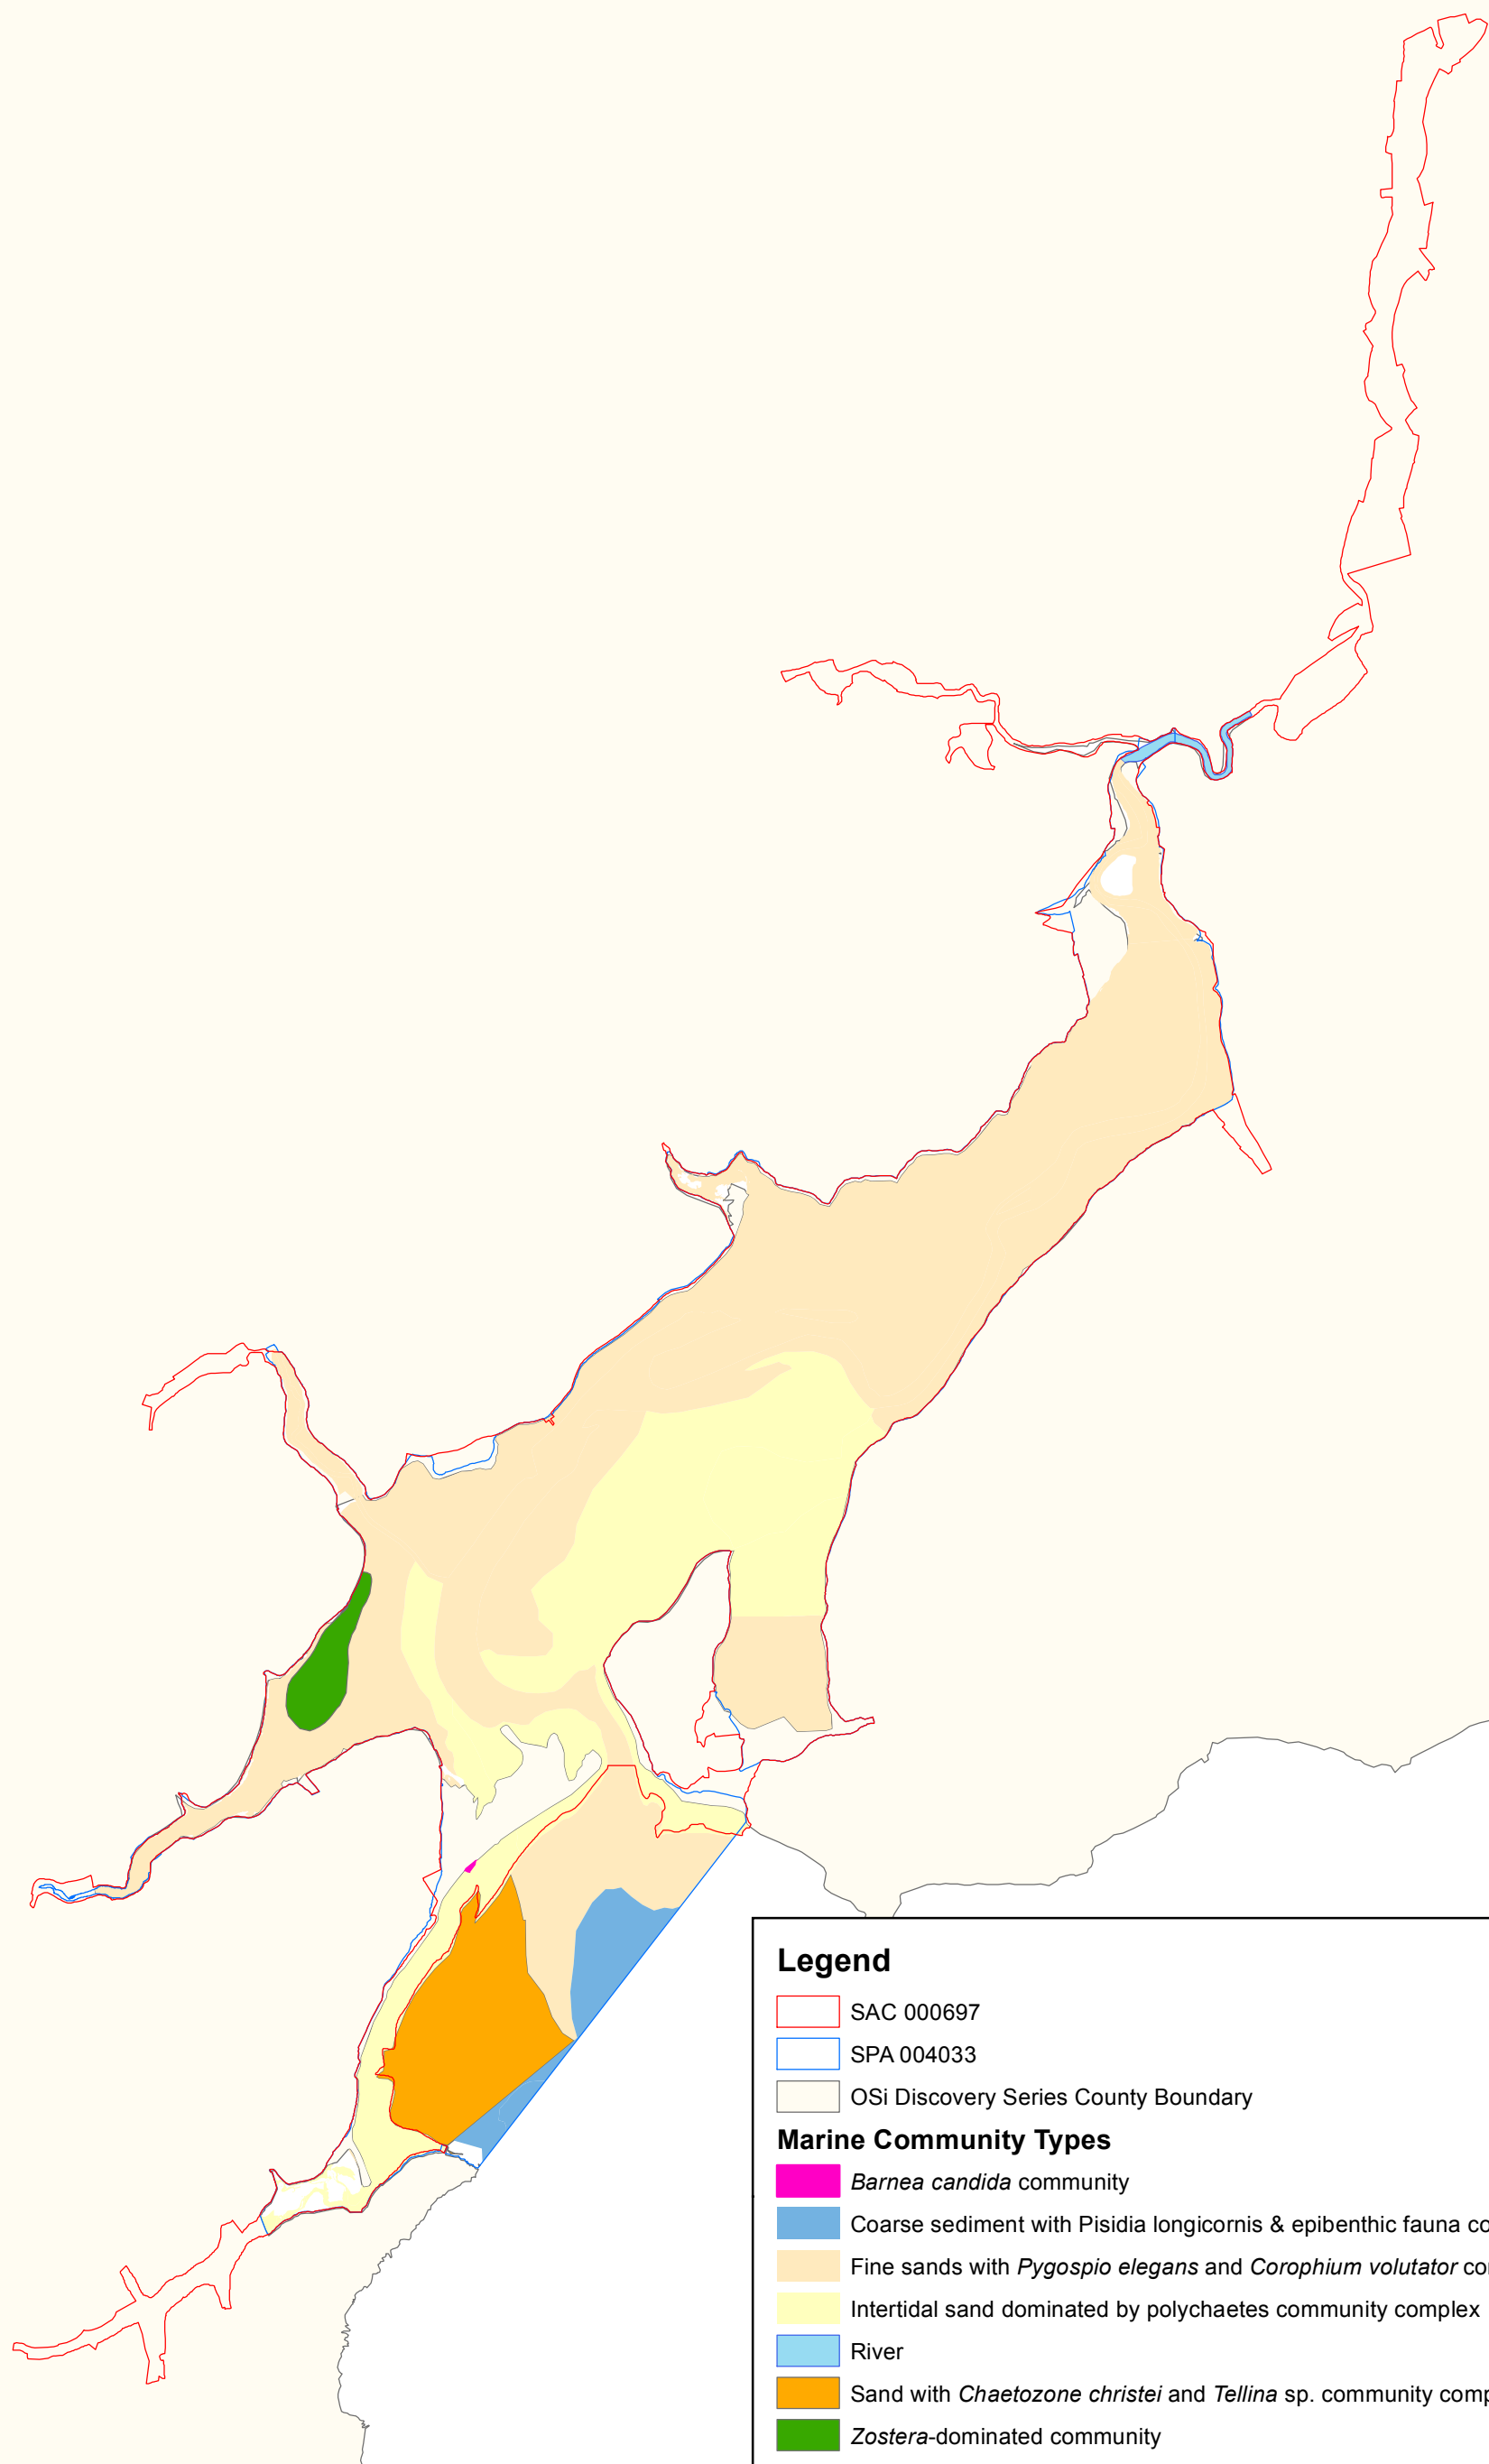 Legend
SAC 000697
SPA 004033
OSi Discovery Series County Boundary
Marine Community Types
Barnea candida community
Coarse sediment with Pisidia longicornis & epibenthic fauna co
Fine sands with Pygospio elegans and Corophium volutator co
Intertidal sand dominated by polychaetes community complex
River
Sand with Chaetozone christei and Tellina sp. community comp
Zostera-dominated community